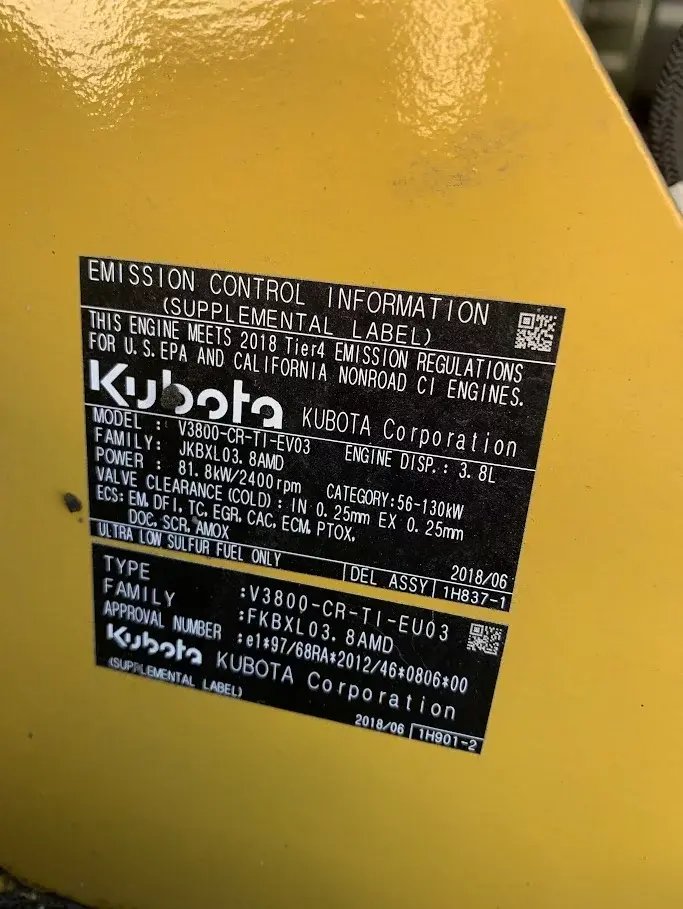 EMISSION CONTROL INFORMATION
(SUPPLEMENTAL LABEL)
THIS ENGINE MEETS 2018 Tier4 EMISSION REGULATIONS
FOR U.S. EPA AND CALIFORNIA NONROAD CI ENGINES.
Kubota KUBOTA Corporation
MODEL : V3800-CR-TI-EV03 ENGINE DISP.: 3.8L
FAMILY: JKBXL03.8AMD
POWER : 81.8kW/2400rpm CATEGORY:56-130kW
VALVE CLEARANCE (COLD) : IN 0.25mm EX 0.25mm
ECS: EM, DFI, TC, EGR, CAC, ECM, PTOX,
DOC, SCR, AMOX
2018/06
ULTRA LOW SULFUR FUEL ONLY DEL ASSY 1H837-1
TYPE :V3800-CR-TI-EU03
FAMILY :FKBXL03.8AMD
APPROVAL NUMBER :e1*97/68RA*2012/46*0806*00
Kubota KUBOTA Corporation
(SUPPLEMENTAL LABEL) 2018/06 1H901-2